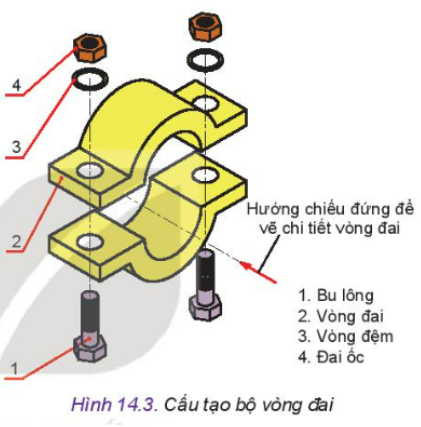 4
3
2
1
Hướng chiếu đứng để
vẽ chi tiết vòng đai
1. Bu lông
2. Vòng đai
3. Vòng đệm
4. Đai ốc
Hình 14.3. Cấu tạo bộ vòng đai